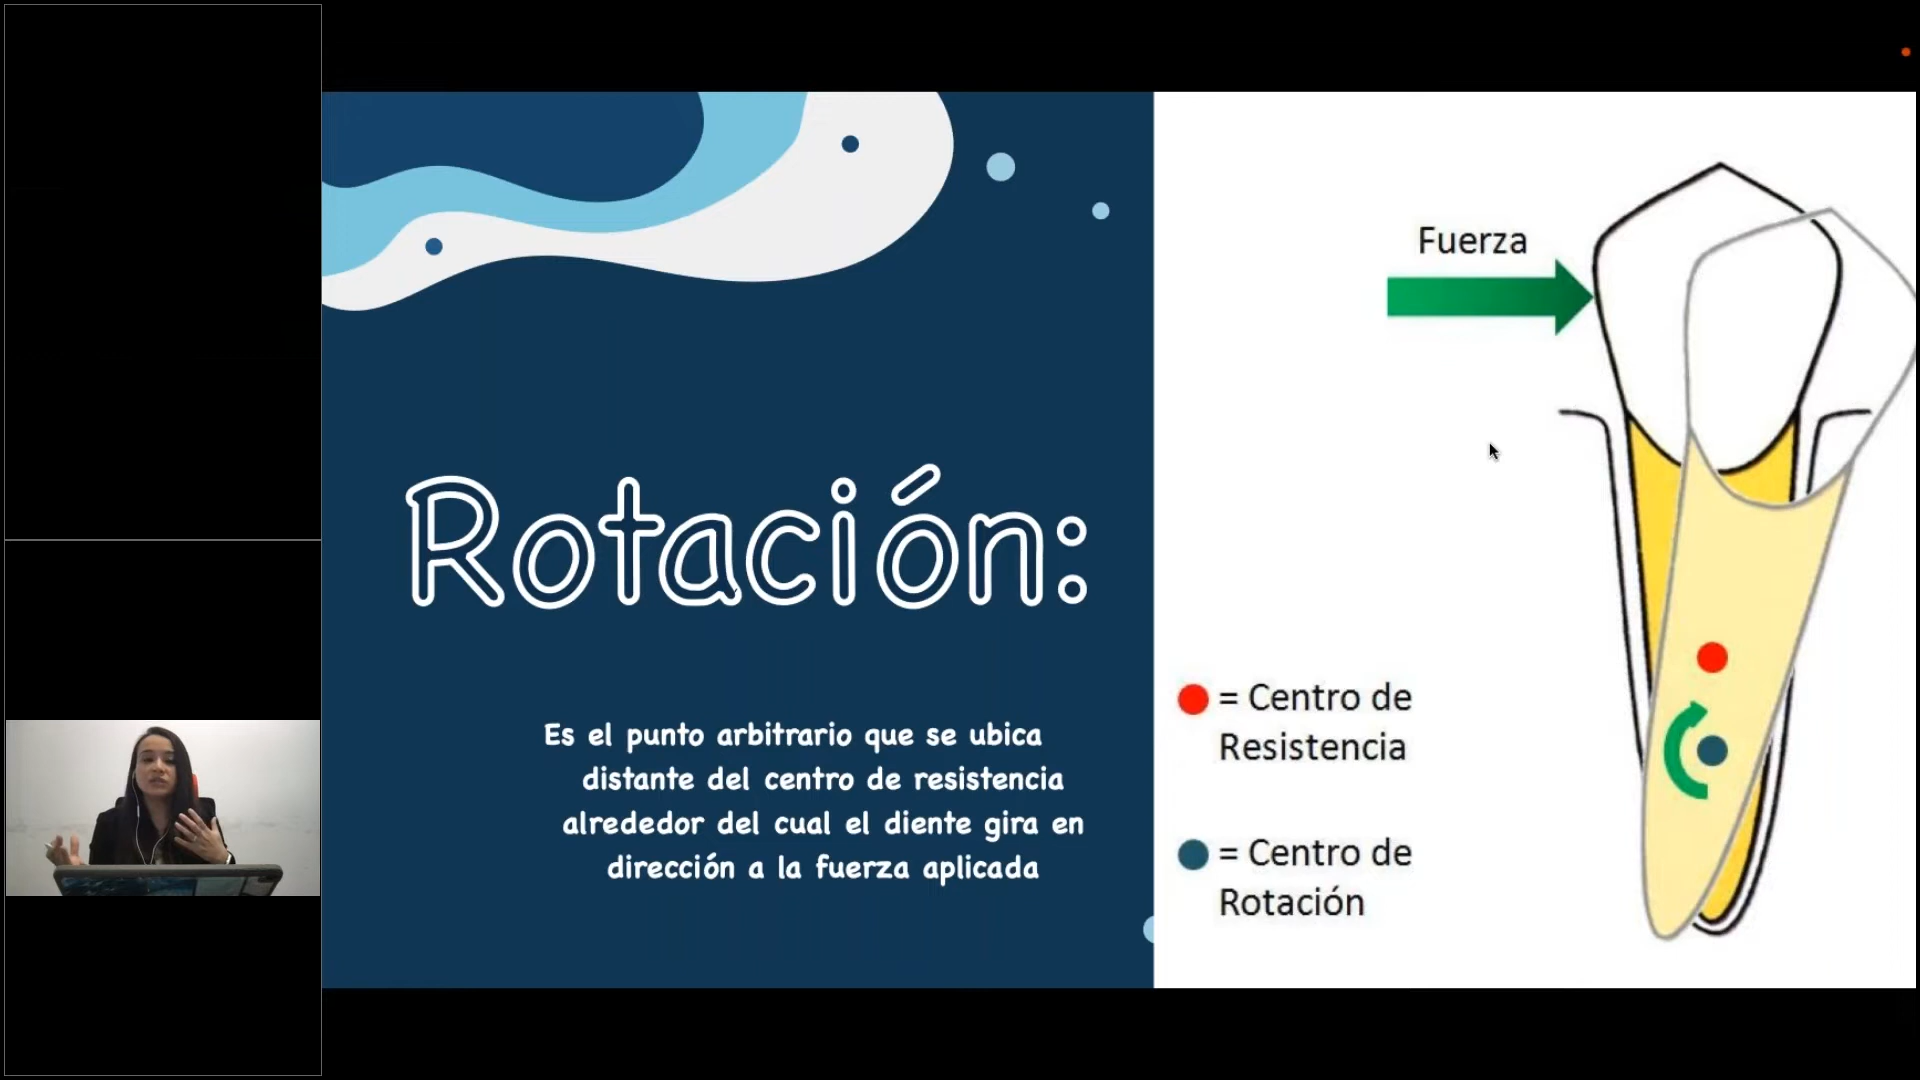 Rotación:
Es el punto arbitrario que se ubica
distante del centro de resistencia
alrededor del cual el diente gira en
dirección a la fuerza aplicada
Fuerza
= Centro de
Resistencia
= Centro de
Rotación